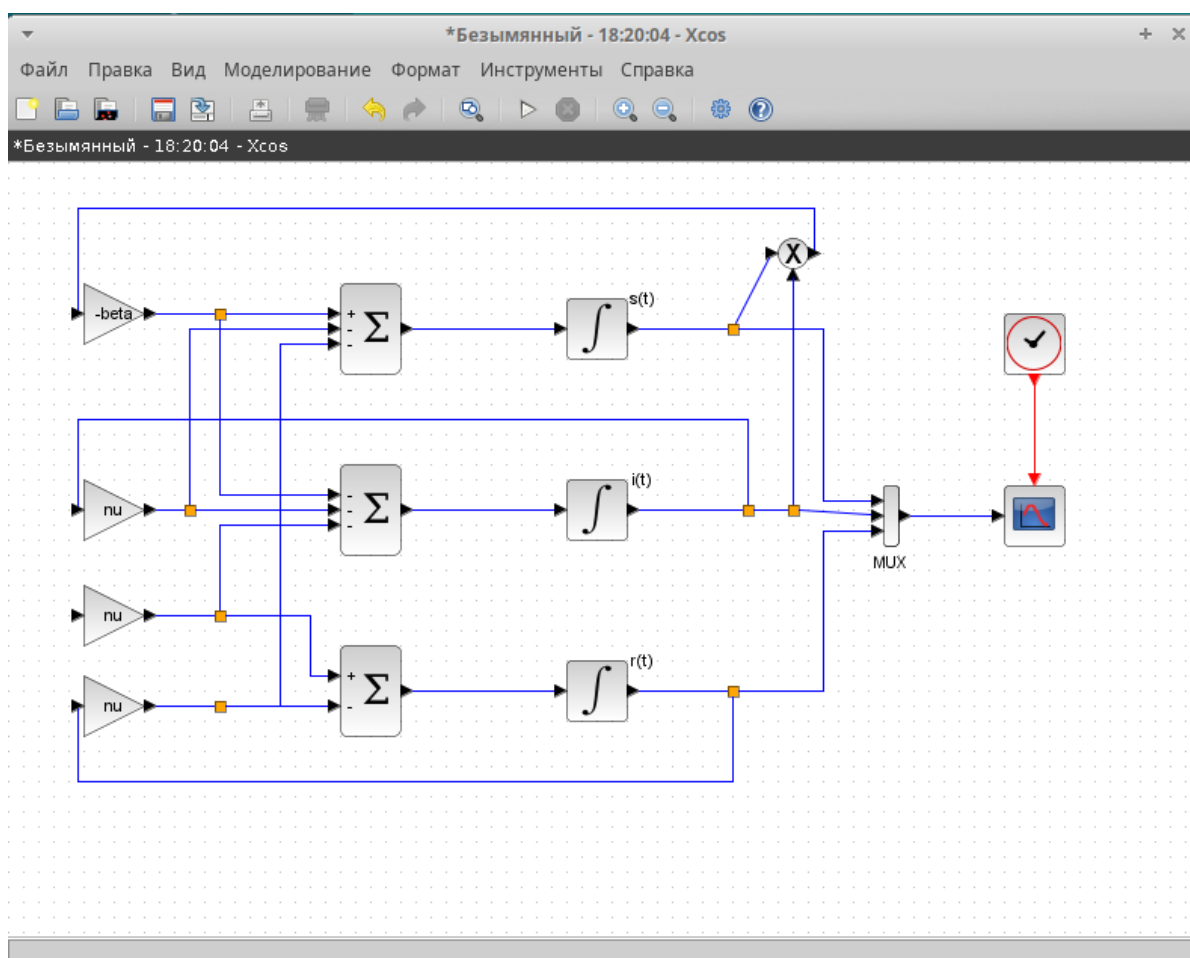 *Безымянный - 18:20:04 - Xcos
Файл Правка Вид Моделирование Формат Инструменты Справка
*Безымянный - 18:20:04 - Xcos
X
-beta
+
-
-
Σ
∫
s(t)
nu
-
-
-
Σ
∫
i(t)
MUX
nu
nu
+
-
Σ
∫
r(t)